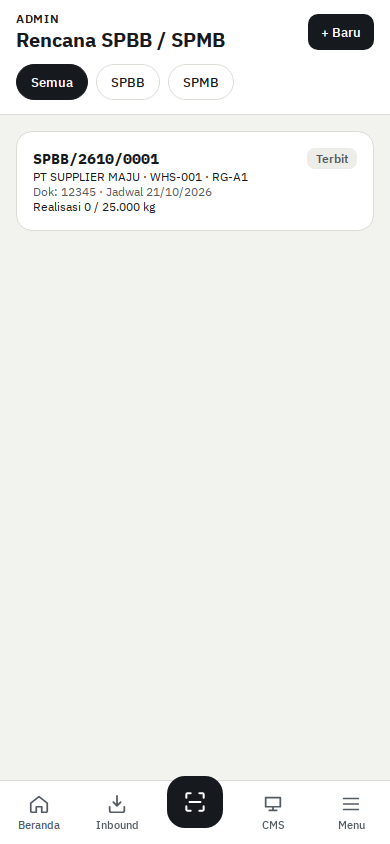 ADMIN
Rencana SPBB / SPMB
+ Baru
Semua
SPBB
SPMB
SPBB/2610/0001
Terbit
PT SUPPLIER MAJU · WHS-001 · RG-A1
Dok: 12345 · Jadwal 21/10/2026
Realisasi 0 / 25.000 kg
Beranda
Inbound
CMS
Menu